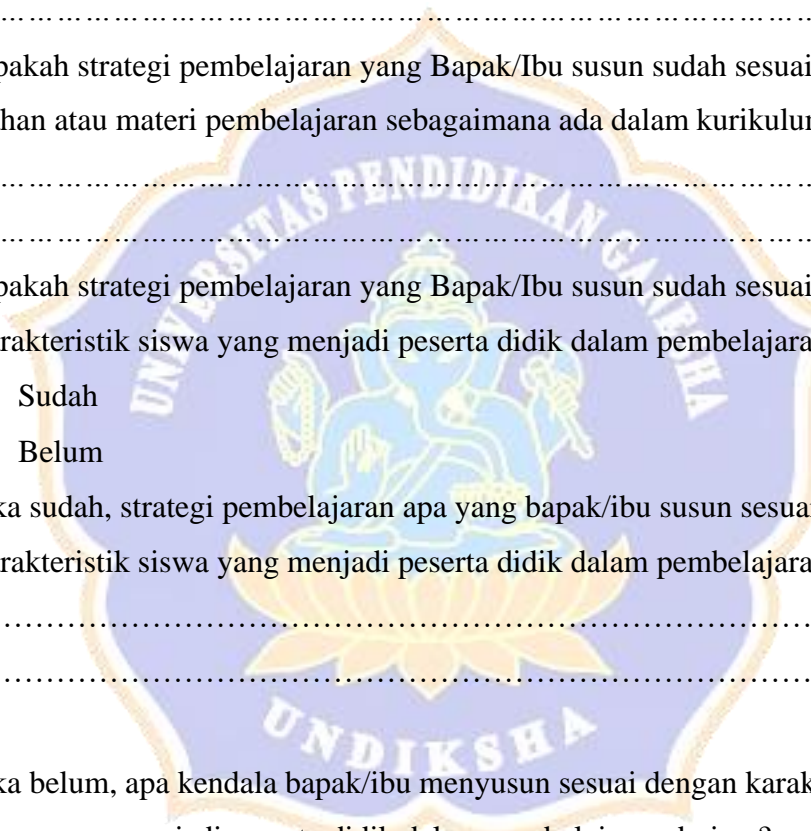 ……………………………………………………………………
pakah strategi pembelajaran yang Bapak/Ibu susun sudah sesuai
han atau materi pembelajaran sebagaimana ada dalam kurikulu
……………………………………………………………………
……………………………………………………………………
pakah strategi pembelajaran yang Bapak/Ibu susun sudah sesuai
rakteristik siswa yang menjadi peserta didik dalam pembelajara
Sudah
Belum
ka sudah, strategi pembelajaran apa yang bapak/ibu susun sesua
rakteristik siswa yang menjadi peserta didik dalam pembelajara
……………………………………………………………………
……………………………………………………………………
ka belum, apa kendala bapak/ibu menyusun sesuai dengan karak
UNIVERSITAS PENDIDIKAN GANESHA
UNDIKSHA